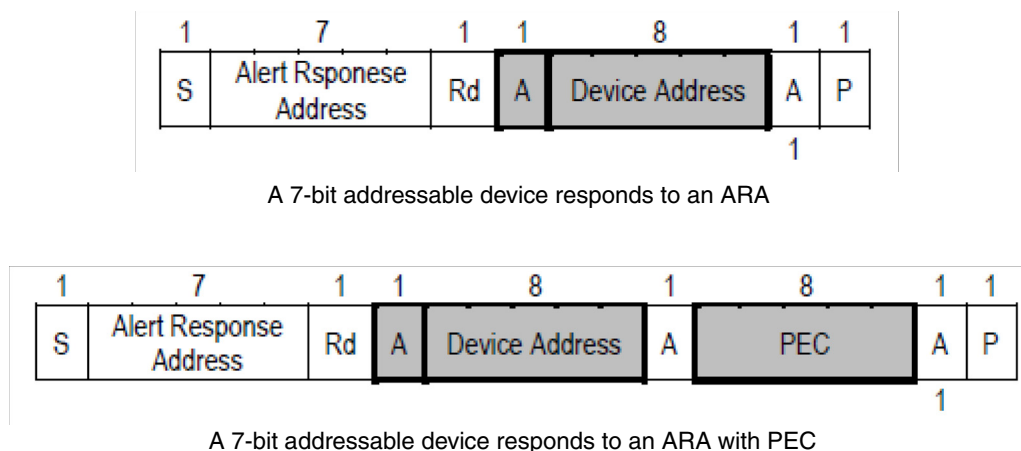 1 7 1 1 8 1 1
S Alert Rsponese Address Rd A Device Address A P
1
A 7-bit addressable device responds to an ARA
1 7 1 1 8 1 8 1 1
S Alert Response Address Rd A Device Address A PEC A P
1
A 7-bit addressable device responds to an ARA with PEC